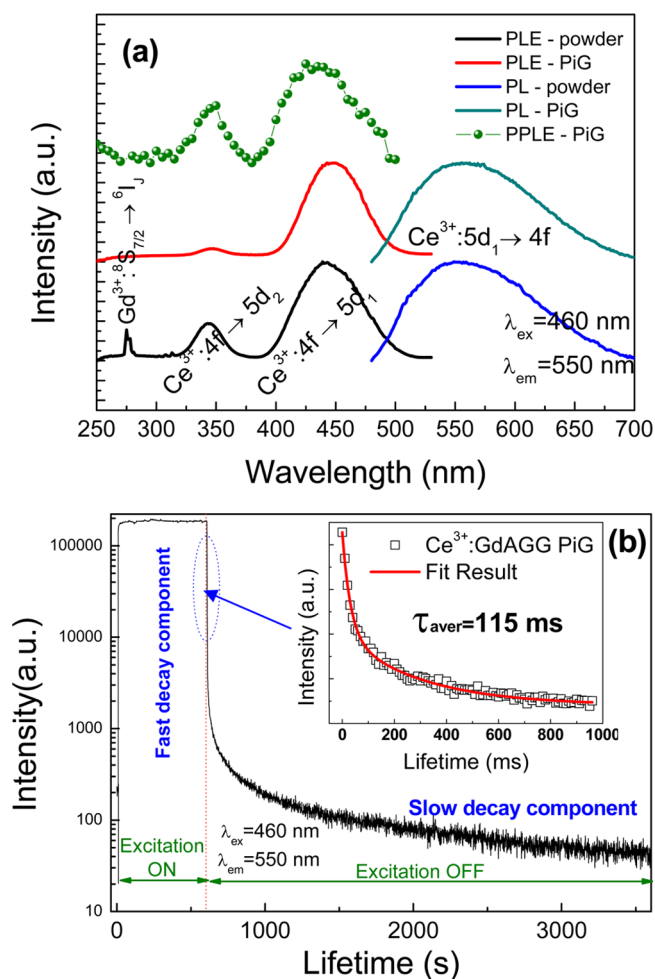 (a)
PLE - powder
PLE - PiG
PL - powder
PL - PiG
PPLE - PiG
Intensity (a.u.)
Gd³⁺:⁸S₇/₂ → ⁶I_J
Ce³⁺:4f → 5d₂
Ce³⁺:4f → 5d₁
Ce³⁺:5d₁→ 4f
λex=460 nm
λem=550 nm
250 300 350 400 450 500 550 600 650 700
Wavelength (nm)
(b)
Intensity(a.u.)
100000
10000
1000
100
10
Fast decay component
Ce³⁺:GdAGG PiG
Fit Result
τaver=115 ms
Intensity (a.u.)
0 200 400 600 800 1000
Lifetime (ms)
Slow decay component
λex=460 nm
λem=550 nm
Excitation
ON
Excitation OFF
0 1000 2000 3000
Lifetime (s)